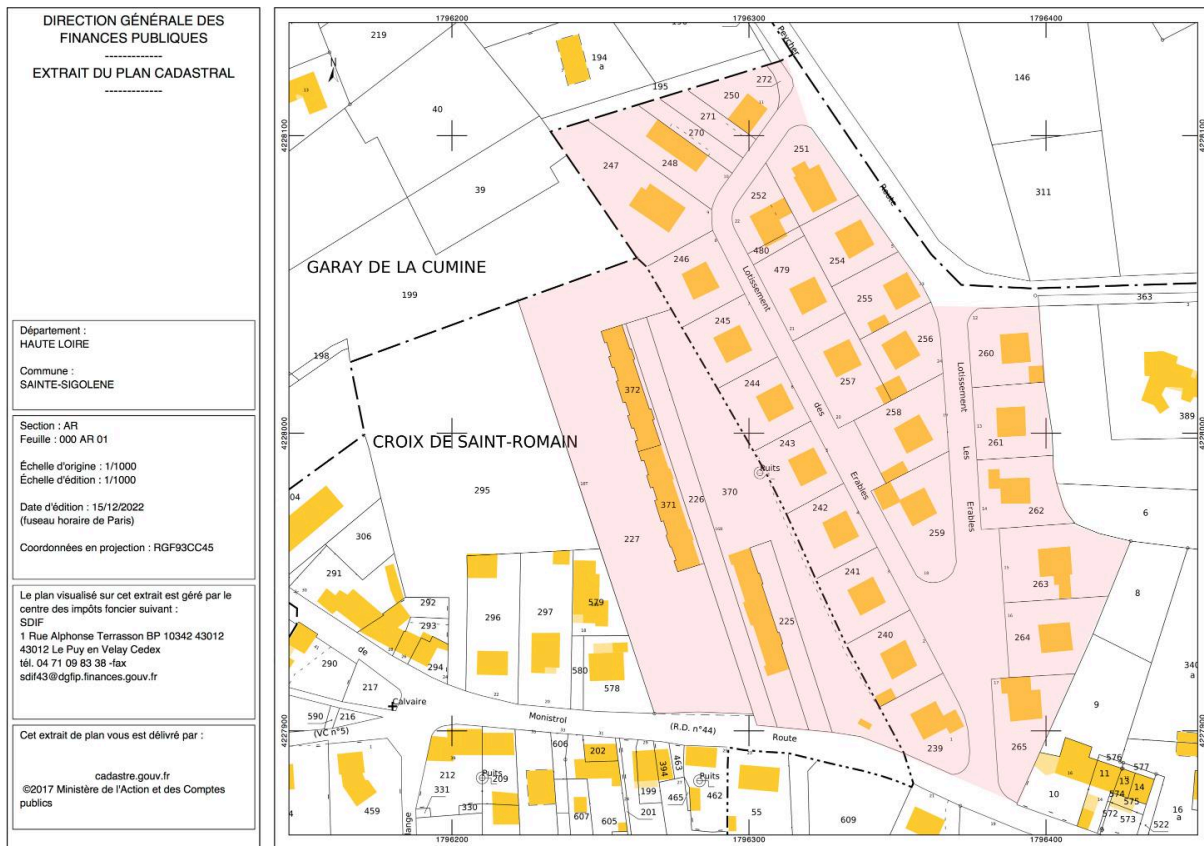 DIRECTION GÉNÉRALE DES
FINANCES PUBLIQUES
-------------
EXTRAIT DU PLAN CADASTRAL
-------------
Département :
HAUTE LOIRE
Commune :
SAINTE-SIGOLENE
Section : AR
Feuille : 000 AR 01
Échelle d'origine : 1/1000
Échelle d'édition : 1/1000
Date d'édition : 15/12/2022
(fuseau horaire de Paris)
Coordonnées en projection : RGF93CC45
Le plan visualisé sur cet extrait est géré par le
centre des impôts foncier suivant :
SDIF
1 Rue Alphonse Terrasson BP 10342 43012
43012 Le Puy en Velay Cedex
tél. 04 71 09 83 38 -fax
sdif43@dgfip.finances.gouv.fr
Cet extrait de plan vous est délivré par :
cadastre.gouv.fr
©2017 Ministère de l'Action et des Comptes
publics
1796200
1796300
1796400
4228100
4228000
4227900
4228100
4228000
4227900
1796200
1796300
1796400
N
219
194
a
195
40
39
272
250
271
270
Peycher
146
311
247
248
251
252
Route
480
254
479
246
GARAY DE LA CUMINE
199
Lotissement
255
363
245
256
198
260
Lotissement
372
244
257
des
258
389
CROIX DE SAINT-ROMAIN
243
261
Les
Puits
295
04
371
226
370
Erables
262
Erables
6
242
259
227
306
263
8
291
292
579
241
293
296
297
225
264
240
de
294
290
580
578
340
a
217
9
Calvaire
590
216
(VC n°5)
Monistrol
(R.D. n°44)
Route
239
265
606
202
576
577
212
Puits
209
394
463
Puits
11
13
14
331
199
465
462
574
575
10
459
330
607
605
201
55
609
572
573
522
16
a